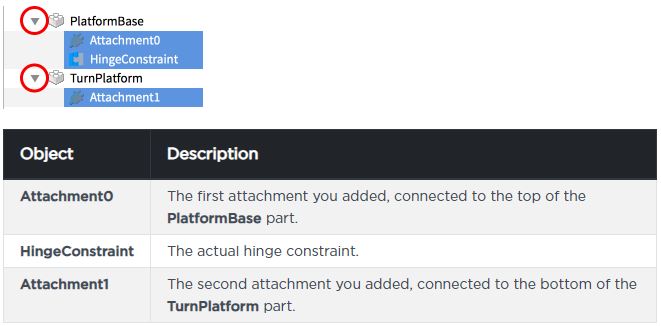 PlatformBase
Attachment0
HingeConstraint
TurnPlatform
Attachment1
Object Description
Attachment0 The first attachment you added, connected to the top of the
PlatformBase part.
HingeConstraint The actual hinge constraint.
Attachment1 The second attachment you added, connected to the bottom of the
TurnPlatform part.